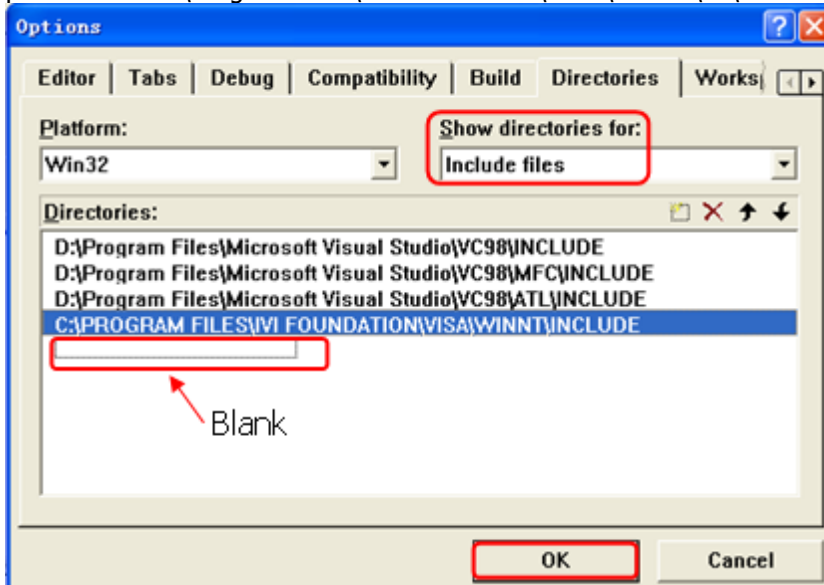 Options
Editor Tabs Debug Compatibility Build Directories Works
Platform: Show directories for:
Win32 Include files
Directories:
D:\Program Files\Microsoft Visual Studio\VC98\INCLUDE
D:\Program Files\Microsoft Visual Studio\VC98\MFC\INCLUDE
D:\Program Files\Microsoft Visual Studio\VC98\ATL\INCLUDE
C:\PROGRAM FILES\IVI FOUNDATION\VISA\WINNT\INCLUDE
Blank
OK Cancel